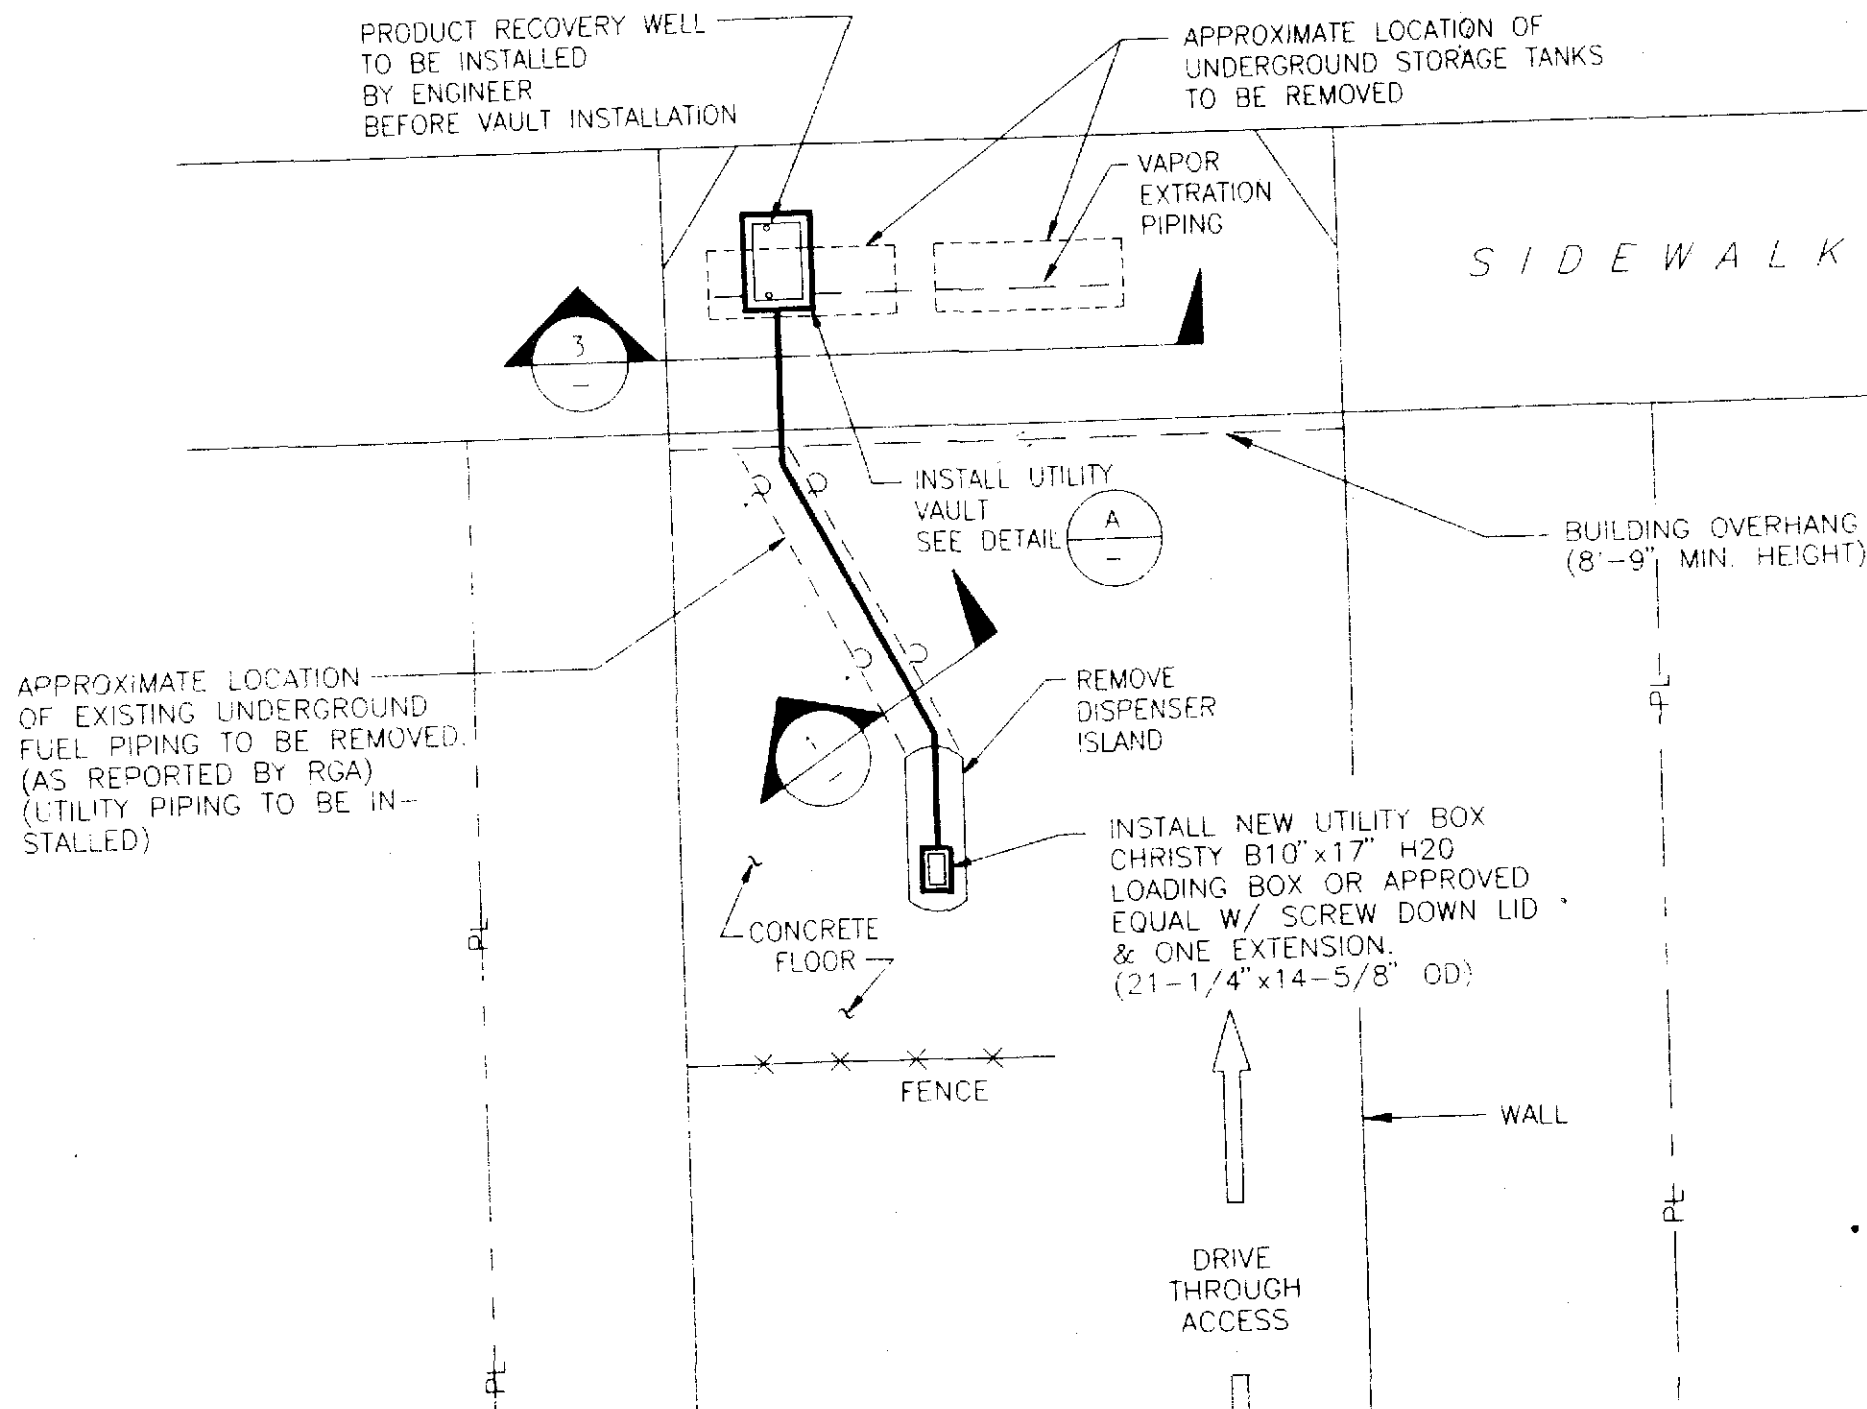 PRODUCT RECOVERY WELL
TO BE INSTALLED
BY ENGINEER
BEFORE VAULT INSTALLATION
APPROXIMATE LOCATION OF
UNDERGROUND STORAGE TANKS
TO BE REMOVED
VAPOR
EXTRATION
PIPING
SIDEWALK
3
–
INSTALL UTILITY
VAULT
SEE DETAIL
A
–
BUILDING OVERHANG
(8'–9" MIN. HEIGHT)
APPROXIMATE LOCATION
OF EXISTING UNDERGROUND
FUEL PIPING TO BE REMOVED.
(AS REPORTED BY RGA)
(UTILITY PIPING TO BE IN–
STALLED)
REMOVE
DISPENSER
ISLAND
PL
INSTALL NEW UTILITY BOX
CHRISTY B10"x17" H20
LOADING BOX OR APPROVED
EQUAL W/ SCREW DOWN LID
& ONE EXTENSION.
(21–1/4"x14–5/8" OD)
PL
CONCRETE
FLOOR
FENCE
WALL
PL
DRIVE
THROUGH
ACCESS
PL